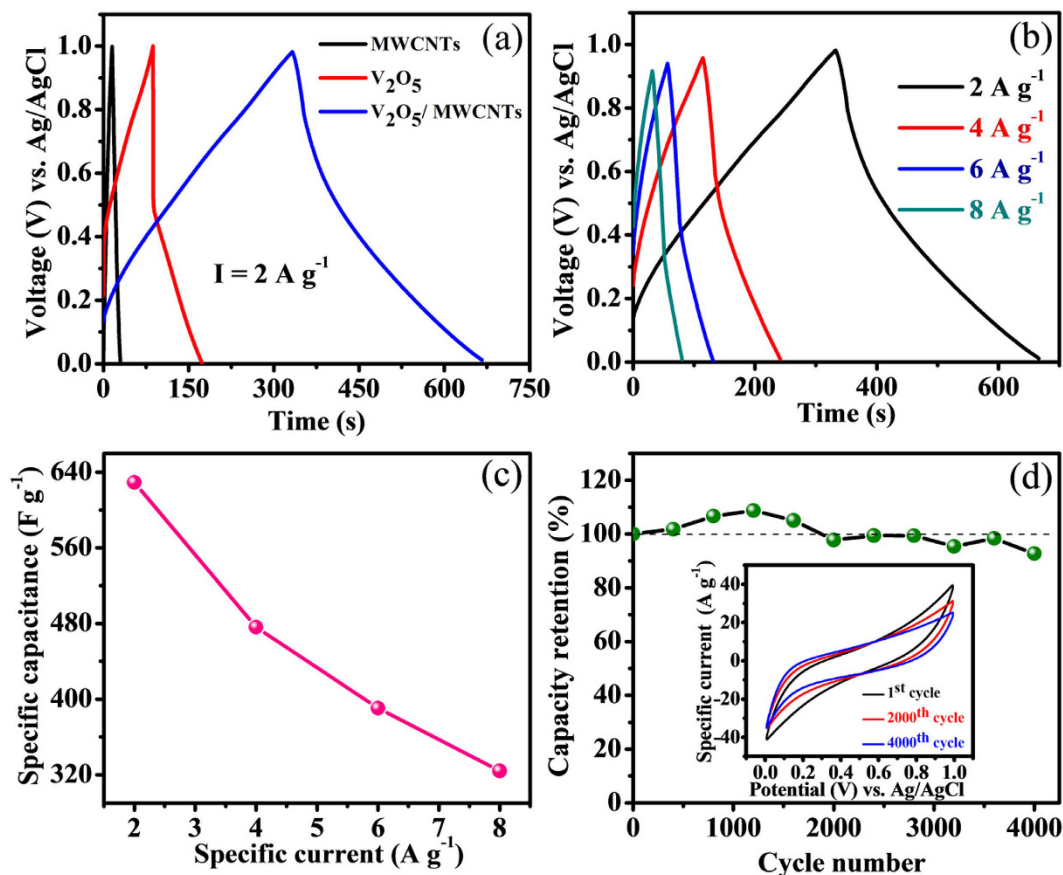 (a)
MWCNTs
V₂O₅
V₂O₅/ MWCNTs
I = 2 A g⁻¹
Voltage (V) vs. Ag/AgCl
1.0
0.8
0.6
0.4
0.2
0.0
0 150 300 450 600 750
Time (s)
(b)
2 A g⁻¹
4 A g⁻¹
6 A g⁻¹
8 A g⁻¹
Voltage (V) vs. Ag/AgCl
1.0
0.8
0.6
0.4
0.2
0.0
0 200 400 600
Time (s)
(c)
Specific capacitance (F g⁻¹)
640
560
480
400
320
2 3 4 5 6 7 8
Specific current (A g⁻¹)
(d)
Capacity retention (%)
120
100
80
60
40
20
0
0 1000 2000 3000 4000
Cycle number
Specific current (A g⁻¹)
40
20
0
-20
-40
1ˢᵗ cycle
2000ᵗʰ cycle
4000ᵗʰ cycle
0.0 0.2 0.4 0.6 0.8 1.0
Potential (V) vs. Ag/AgCl